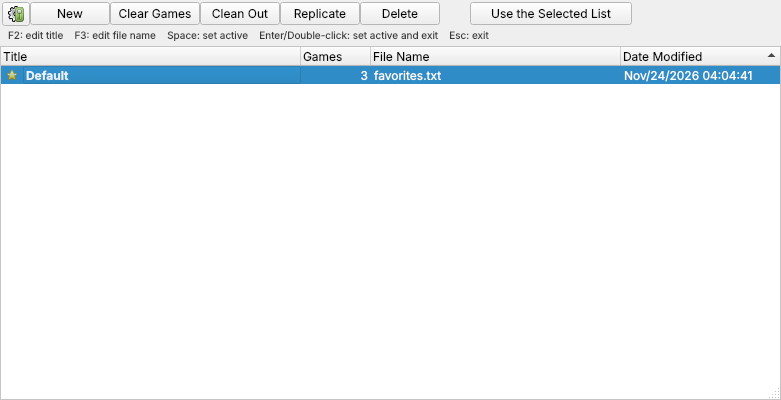 New Clear Games Clean Out Replicate Delete Use the Selected List
F2: edit title F3: edit file name Space: set active Enter/Double-click: set active and exit Esc: exit
Title Games File Name Date Modified
Default 3 favorites.txt Nov/24/2026 04:04:41